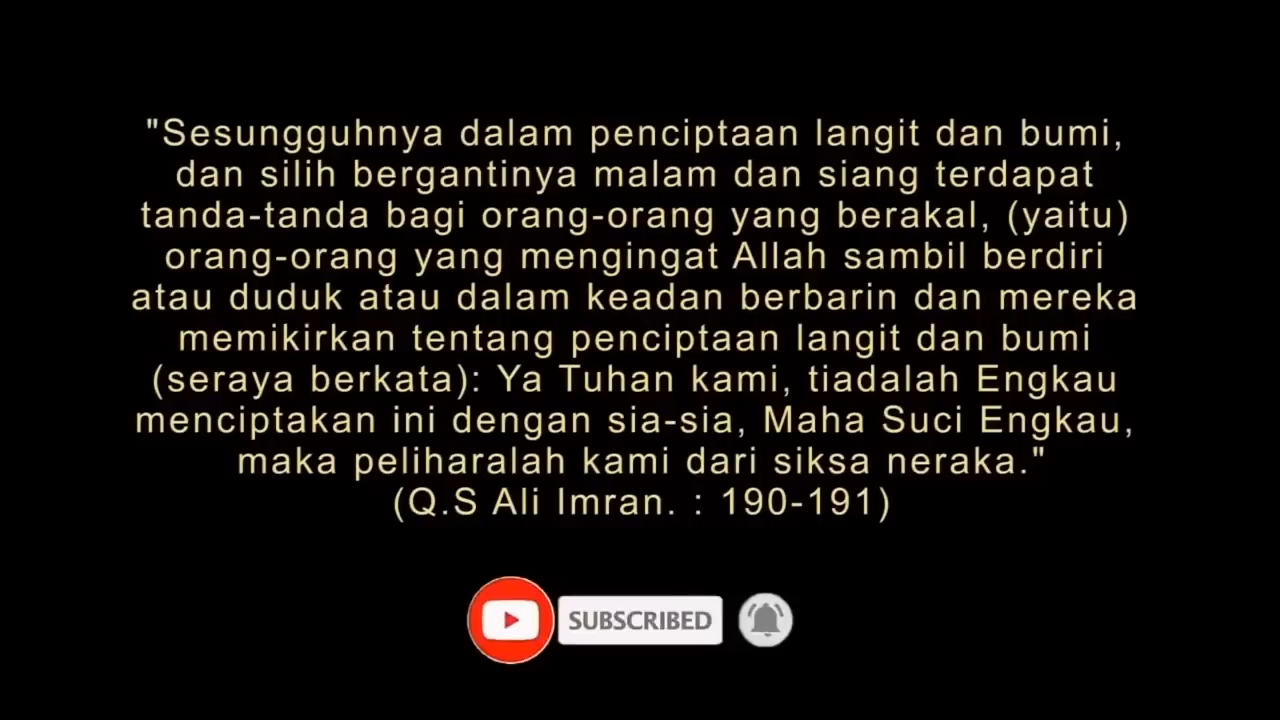 "Sesungguhnya dalam penciptaan langit dan bumi,
dan silih bergantinya malam dan siang terdapat
tanda-tanda bagi orang-orang yang berakal, (yaitu)
orang-orang yang mengingat Allah sambil berdiri
atau duduk atau dalam keadan berbarin dan mereka
memikirkan tentang penciptaan langit dan bumi
(seraya berkata): Ya Tuhan kami, tiadalah Engkau
menciptakan ini dengan sia-sia, Maha Suci Engkau,
maka peliharalah kami dari siksa neraka."
(Q.S Ali Imran. : 190-191)
SUBSCRIBED